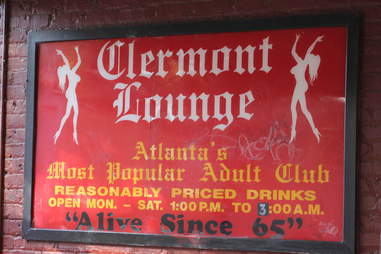 Clermont
Lounge
Atlanta's
Most Popular Adult Club
REASONABLY PRICED DRINKS
OPEN MON. - SAT. 1:00 P.M. TO 3:00 A.M.
"Alive Since 65"